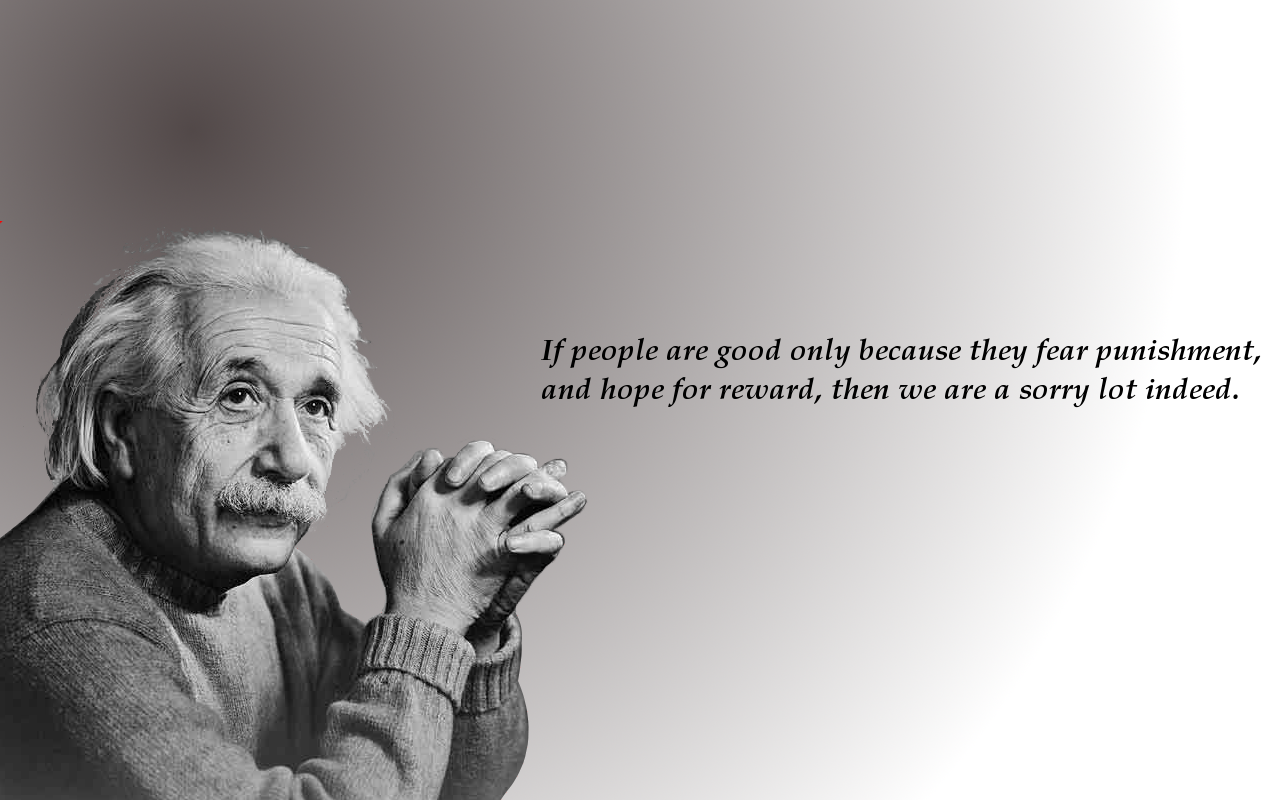 If people are good only because they fear punishment,
and hope for reward, then we are a sorry lot indeed.